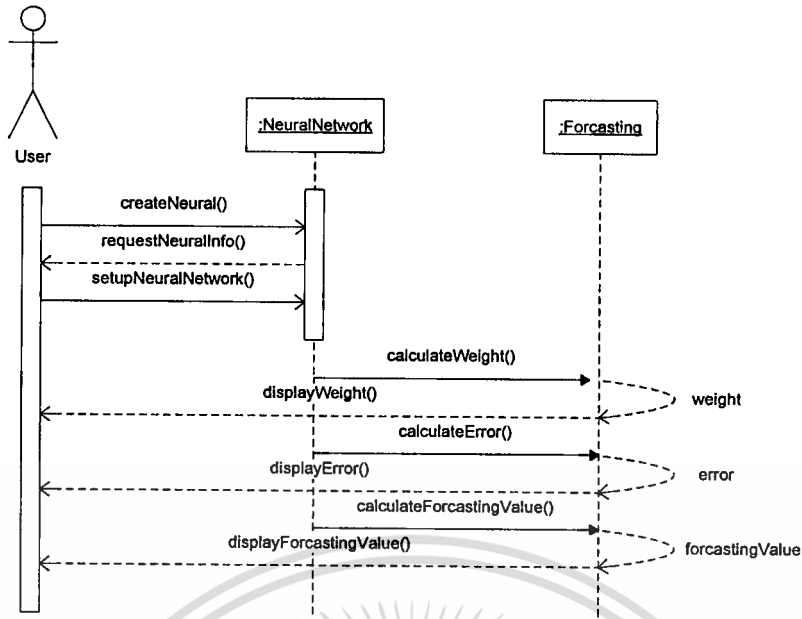 User
:NeuralNetwork
:Forcasting
createNeural()
requestNeuralInfo()
setupNeuralNetwork()
calculateWeight()
displayWeight()
weight
calculateError()
displayError()
error
calculateForcastingValue()
displayForcastingValue()
forcastingValue